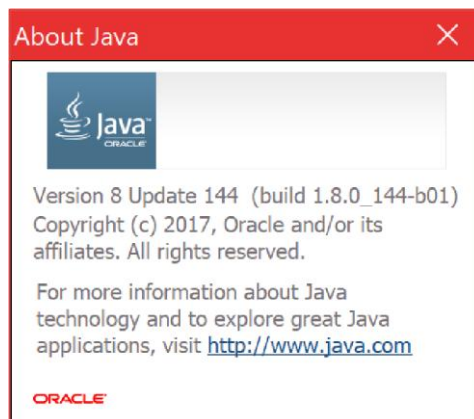 About Java
Java™
ORACLE
Version 8 Update 144 (build 1.8.0_144-b01)
Copyright (c) 2017, Oracle and/or its
affiliates. All rights reserved.
For more information about Java
technology and to explore great Java
applications, visit http://www.java.com
ORACLE